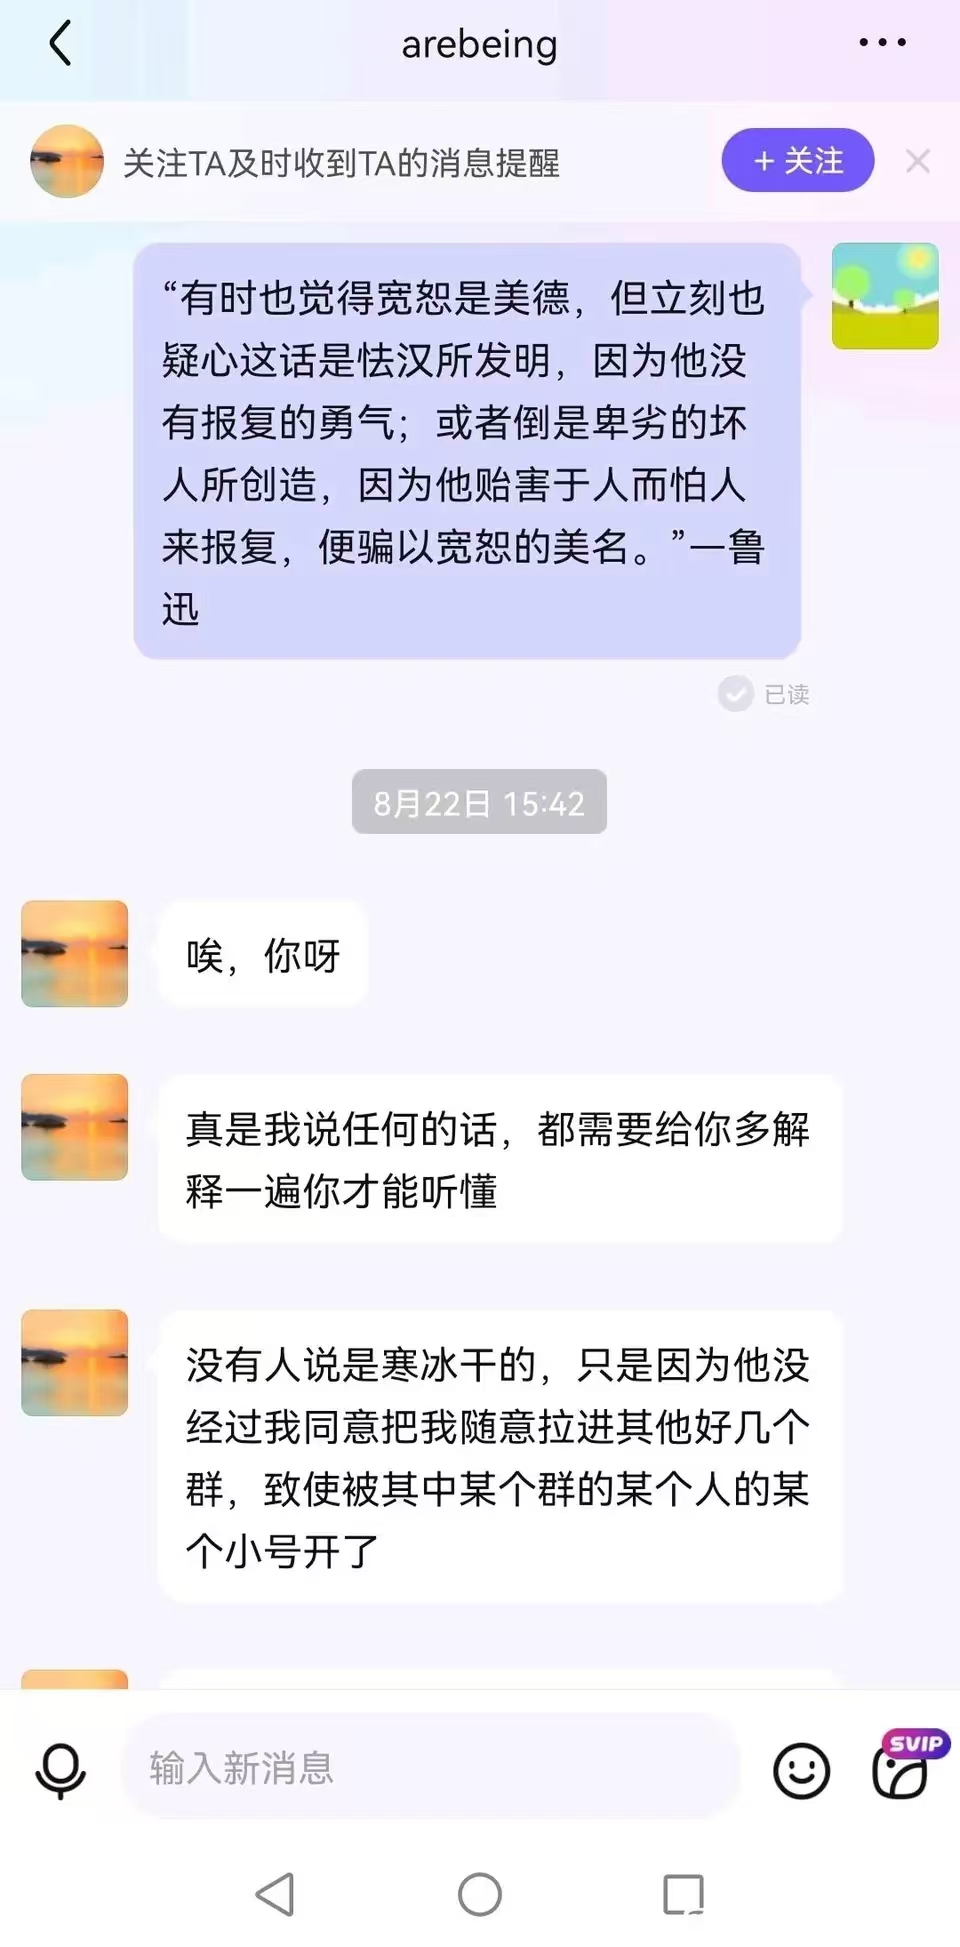 arebeing
关注TA及时收到TA的消息提醒
+ 关注
“有时也觉得宽恕是美德，但立刻也
疑心这话是怯汉所发明，因为他没
有报复的勇气；或者倒是卑劣的坏
人所创造，因为他贻害于人而怕人
来报复，便骗以宽恕的美名。”一鲁
迅
已读
8月22日 15:42
唉，你呀
真是我说任何的话，都需要给你多解
释一遍你才能听懂
没有人说是寒冰干的，只是因为他没
经过我同意把我随意拉进其他好几个
群，致使被其中某个群的某个人的某
个小号开了
输入新消息
SVIP